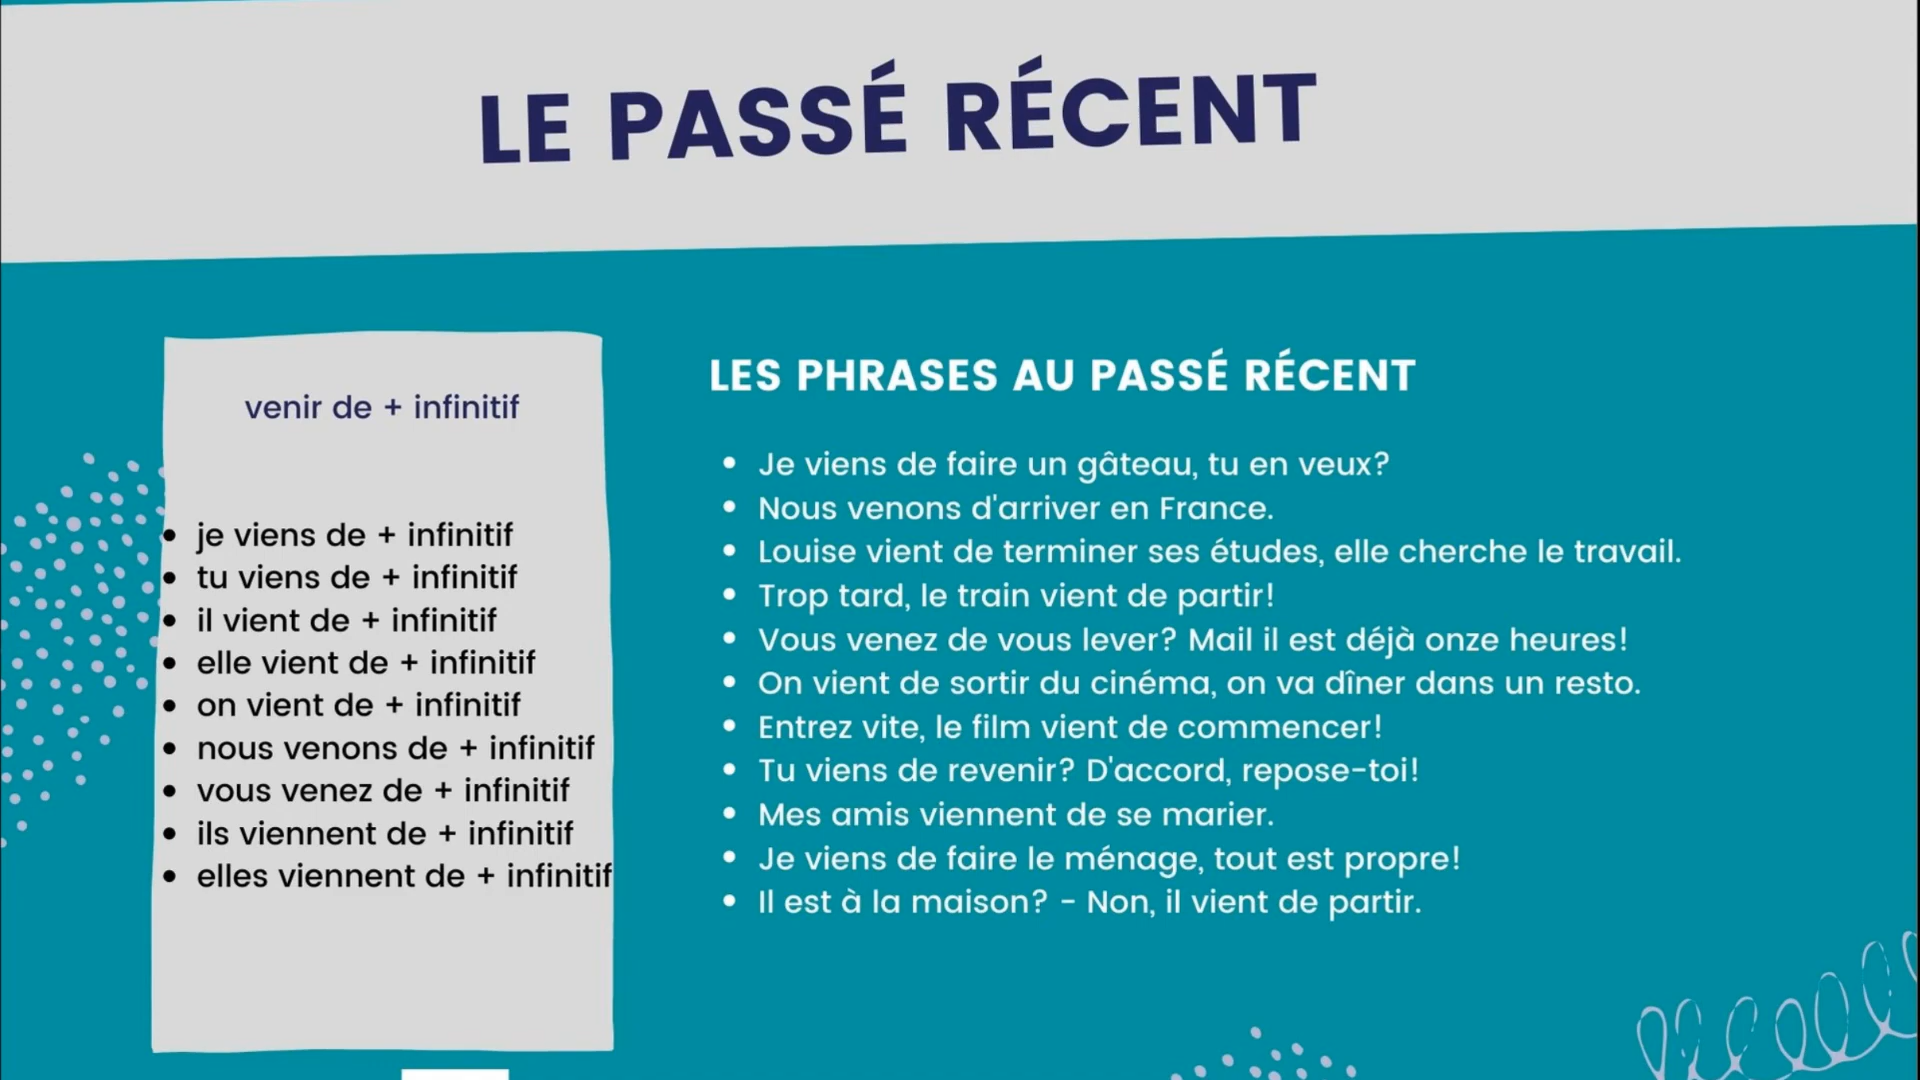 LE PASSÉ RÉCENT
venir de + infinitif
je viens de + infinitif
tu viens de + infinitif
il vient de + infinitif
elle vient de + infinitif
on vient de + infinitif
nous venons de + infinitif
vous venez de + infinitif
ils viennent de + infinitif
elles viennent de + infinitif
LES PHRASES AU PASSÉ RÉCENT
Je viens de faire un gâteau, tu en veux?
Nous venons d'arriver en France.
Louise vient de terminer ses études, elle cherche le travail.
Trop tard, le train vient de partir!
Vous venez de vous lever? Mail il est déjà onze heures!
On vient de sortir du cinéma, on va dîner dans un resto.
Entrez vite, le film vient de commencer!
Tu viens de revenir? D'accord, repose-toi!
Mes amis viennent de se marier.
Je viens de faire le ménage, tout est propre!
Il est à la maison? - Non, il vient de partir.